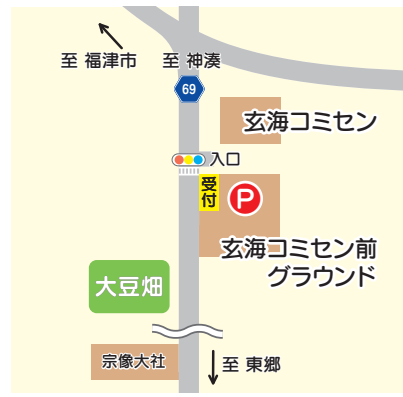 至 福津市
至 神湊
69
玄海コミセン
入口
受付
P
玄海コミセン前
グラウンド
大豆畑
宗像大社
至 東郷